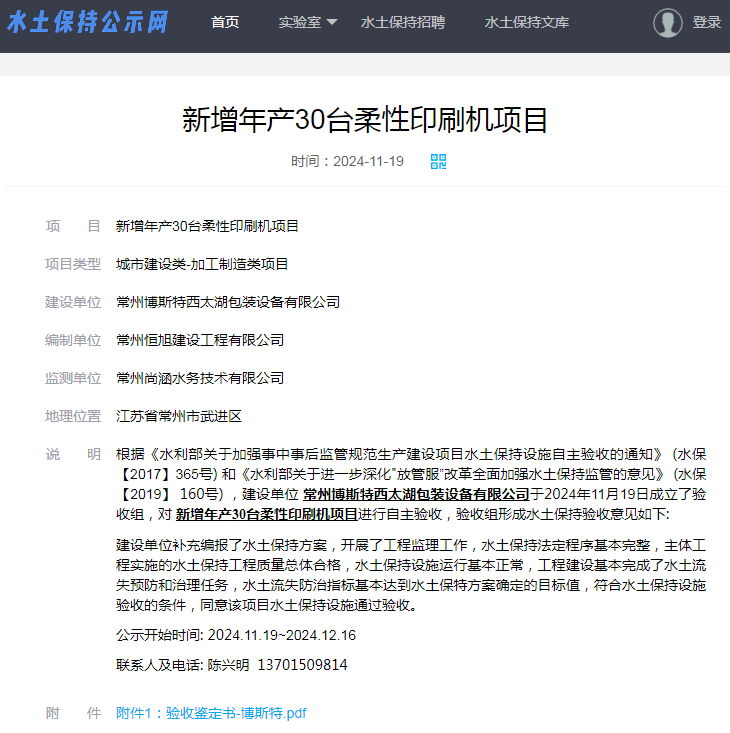 水土保持公示网 首页 实验室 水土保持招聘 水土保持文库 登录
新增年产30台柔性印刷机项目
时间：2024-11-19
项 目 新增年产30台柔性印刷机项目
项目类型 城市建设类-加工制造类项目
建设单位 常州博斯特西太湖包装设备有限公司
编制单位 常州恒旭建设工程有限公司
监测单位 常州尚涵水务技术有限公司
地理位置 江苏省常州市武进区
说 明 根据《水利部关于加强事中事后监管规范生产建设项目水土保持设施自主验收的通知》 (水保
【2017】365号) 和《水利部关于进一步深化"放管服"改革全面加强水土保持监管的意见》 (水保
【2019】 160号) ，建设单位 常州博斯特西太湖包装设备有限公司于2024年11月19日成立了验
收组，对 新增年产30台柔性印刷机项目进行自主验收，验收组形成水土保持验收意见如下:
建设单位补充编报了水土保持方案，开展了工程监理工作，水土保持法定程序基本完整，主体工
程实施的水土保持工程质量总体合格，水土保持设施运行基本正常，工程建设基本完成了水土流
失预防和治理任务，水土流失防治指标基本达到水土保持方案确定的目标值，符合水土保持设施
验收的条件，同意该项目水土保持设施通过验收。
公示开始时间: 2024.11.19~2024.12.16
联系人及电话: 陈兴明 13701509814
附 件 附件1：验收鉴定书-博斯特.pdf